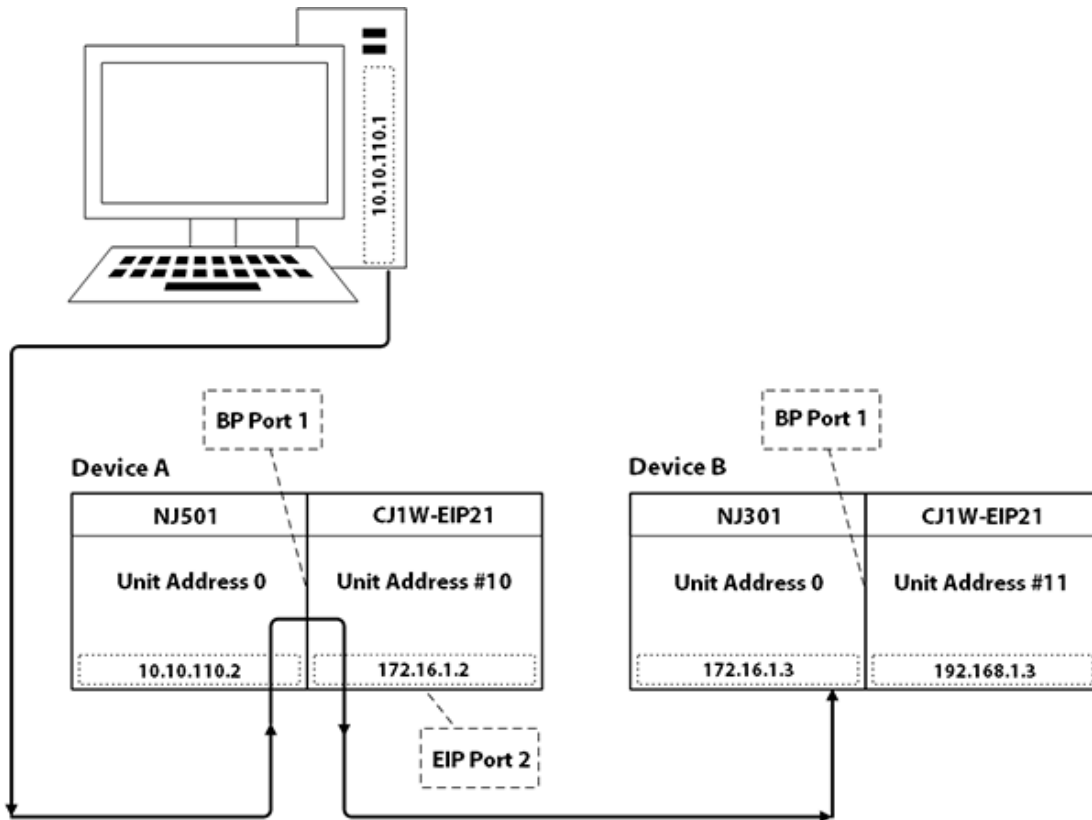 10.10.110.1
BP Port 1
BP Port 1
Device A
Device B
NJ501
CJ1W-EIP21
NJ301
CJ1W-EIP21
Unit Address 0
Unit Address #10
Unit Address 0
Unit Address #11
10.10.110.2
172.16.1.2
172.16.1.3
192.168.1.3
EIP Port 2